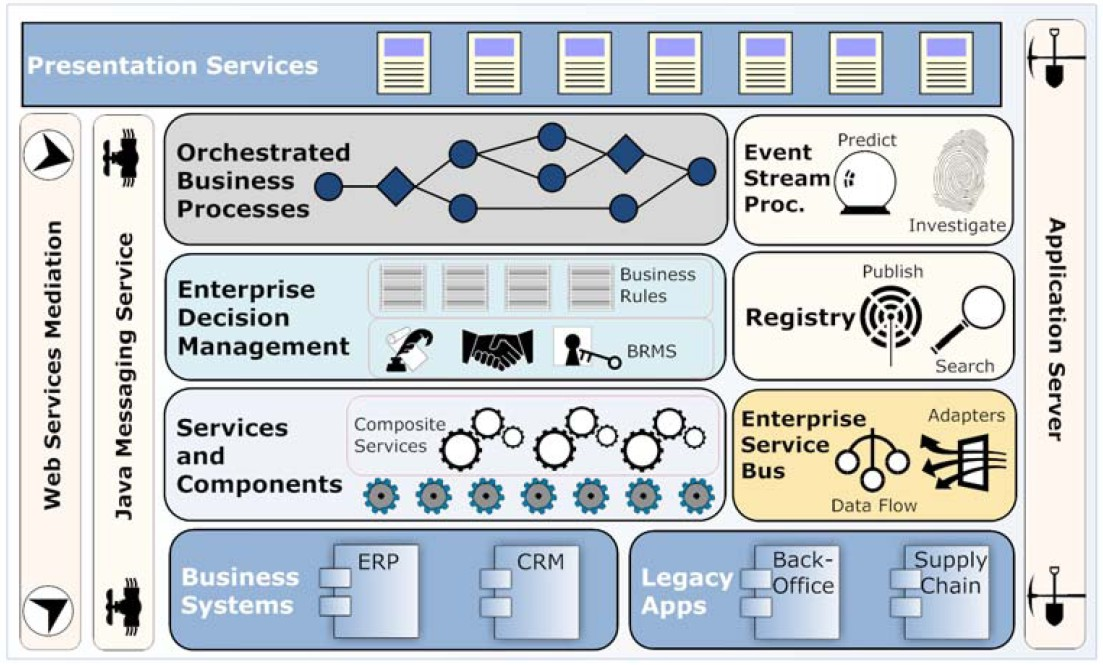 Presentation Services
Web Services Mediation
Java Messaging Service
Orchestrated
Business
Processes
Event
Stream
Proc.
Predict
Investigate
Enterprise
Decision
Management
Business
Rules
BRMS
Registry
Publish
Search
Services
and
Components
Composite
Services
Enterprise
Service
Bus
Adapters
Data Flow
Business
Systems
ERP
CRM
Legacy
Apps
Back-
Office
Supply
Chain
Application Server